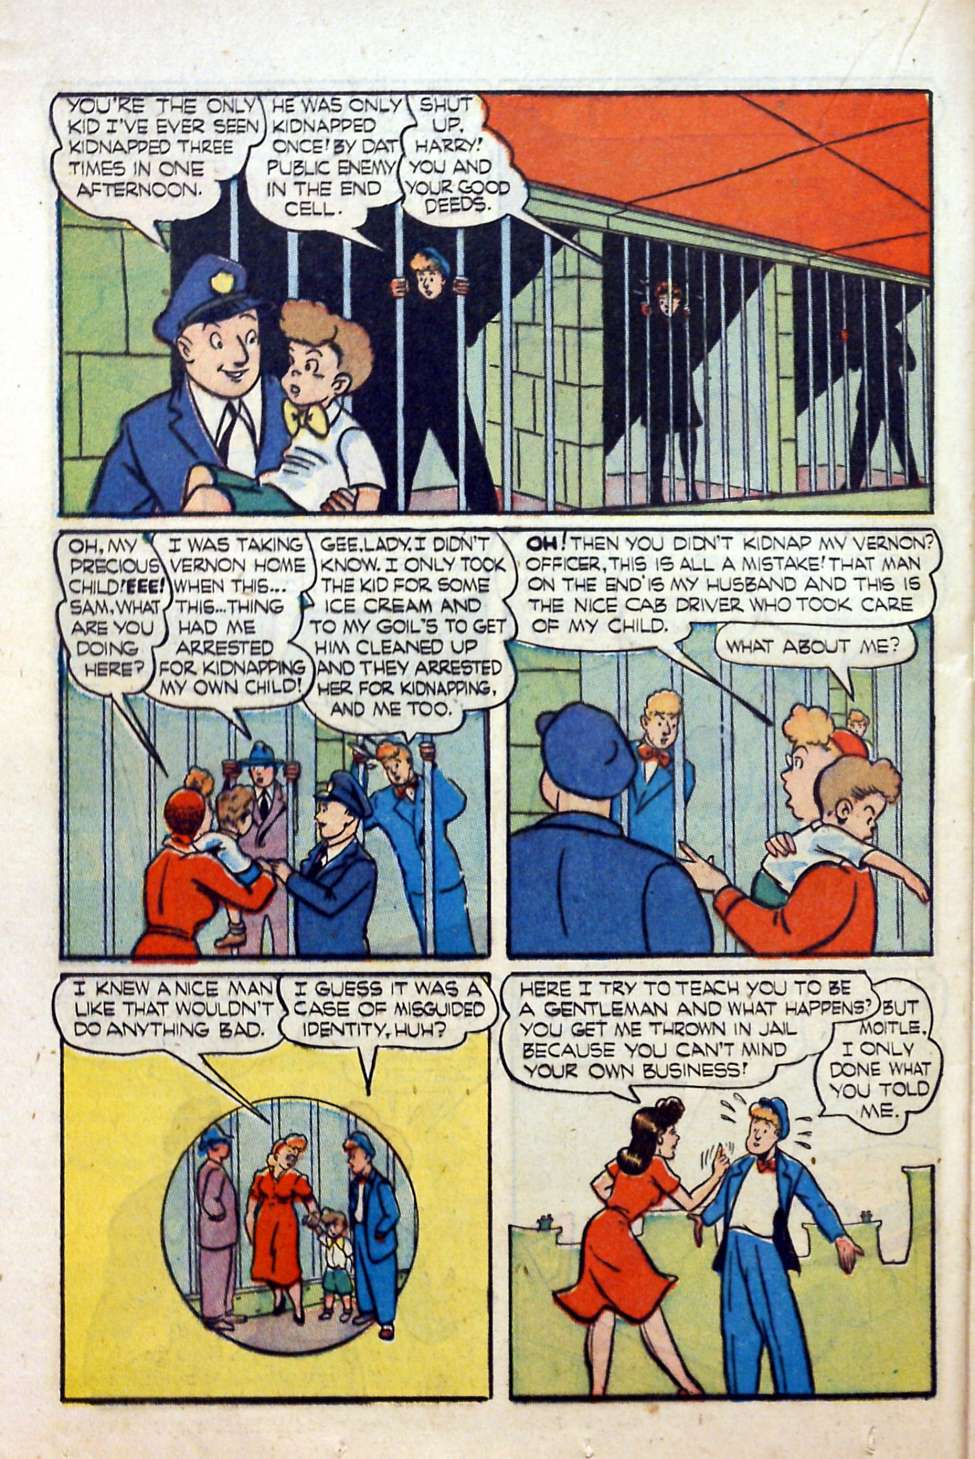 YOU'RE THE ONLY
KID I'VE EVER SEEN
KIDNAPPED THREE
TIMES IN ONE
AFTERNOON.
HE WAS ONLY
KIDNAPPED
ONCE! BY DAT
PUBLIC ENEMY
IN THE END
CELL.
SHUT
UP,
HARRY!
YOU AND
YOUR GOOD
DEEDS.
OH, MY
PRECIOUS
CHILD! EEE!
SAM, WHAT
ARE YOU
DOING
HERE?
I WAS TAKING
VERNON HOME
WHEN THIS...
THIS...THING
HAD ME
ARRESTED
FOR KIDNAPPING
MY OWN CHILD!
GEE, LADY, I DIDN'T
KNOW. I ONLY TOOK
THE KID FOR SOME
ICE CREAM AND
TO MY GOIL'S TO GET
HIM CLEANED UP
AND THEY ARRESTED
HER FOR KIDNAPPING,
AND ME TOO.
OH! THEN YOU DIDN'T KIDNAP MY VERNON?
OFFICER, THIS IS ALL A MISTAKE! THAT MAN
ON THE END IS MY HUSBAND AND THIS IS
THE NICE CAB DRIVER WHO TOOK CARE
OF MY CHILD.
WHAT ABOUT ME?
I KNEW A NICE MAN
LIKE THAT WOULDN'T
DO ANYTHING BAD.
I GUESS IT WAS A
CASE OF MISGUIDED
IDENTITY, HUH?
HERE I TRY TO TEACH YOU TO BE
A GENTLEMAN AND WHAT HAPPENS?
YOU GET ME THROWN IN JAIL
BECAUSE YOU CAN'T MIND
YOUR OWN BUSINESS!
BUT
MOITLE,
I ONLY
DONE WHAT
YOU TOLD
ME.